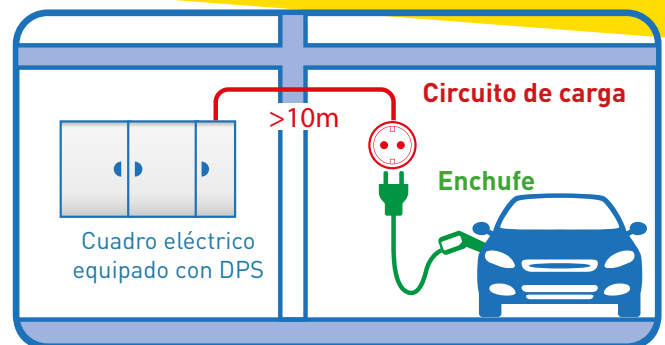 Circuito de carga
>10m
Enchufe
Cuadro eléctrico
equipado con DPS